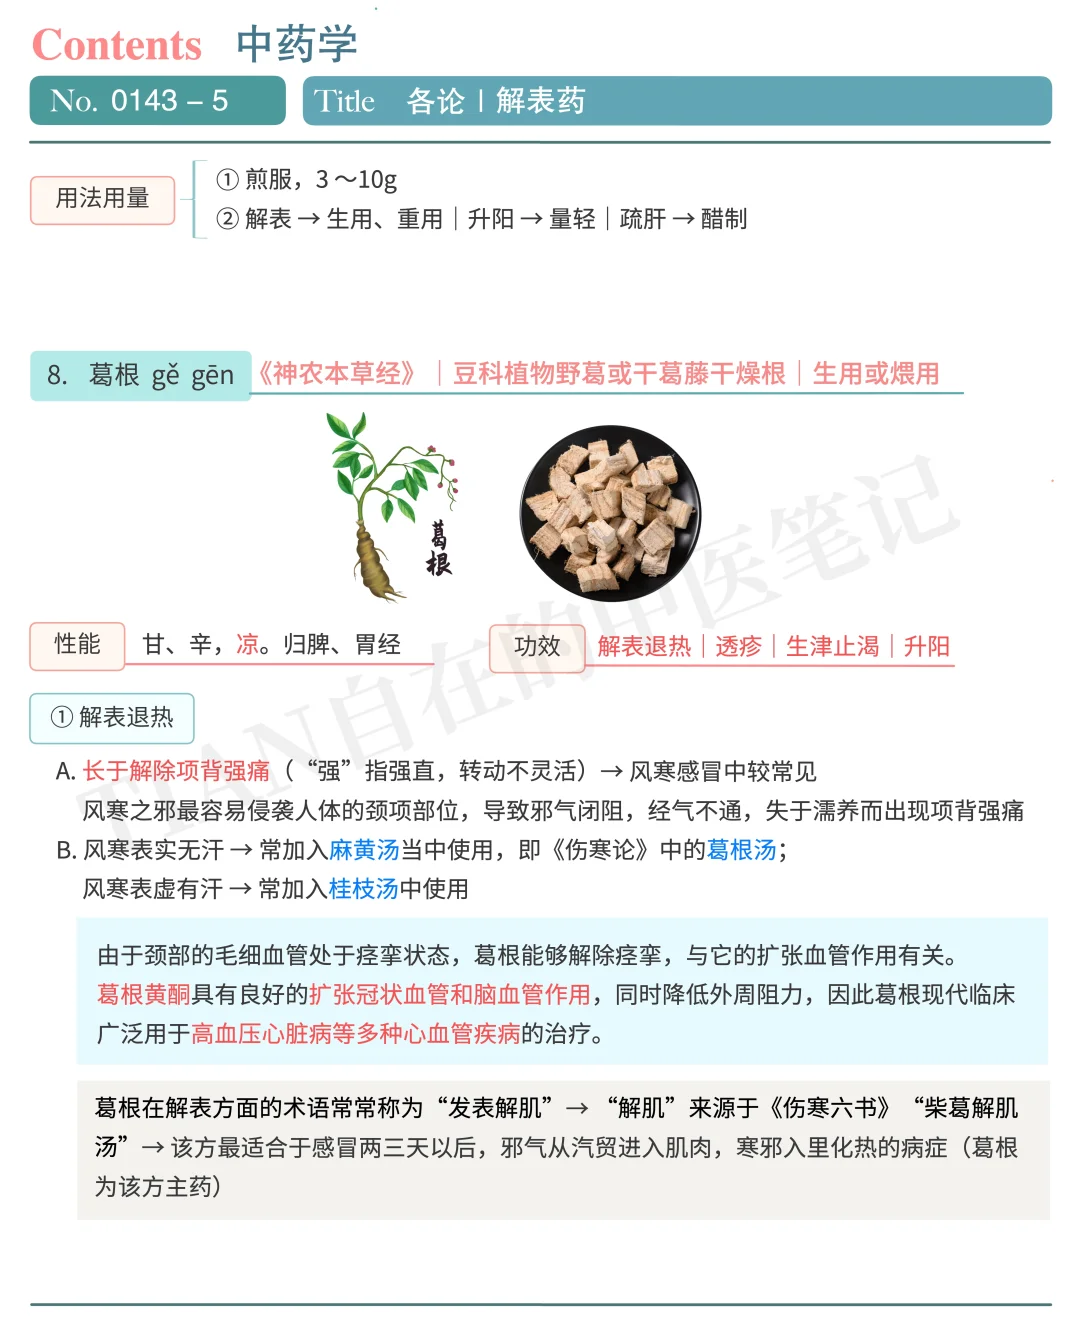 Contents 中药学
No. 0143 – 5 Title 各论 | 解表药
用法用量
① 煎服，3～10g
② 解表 → 生用、重用｜升阳 → 量轻｜疏肝 → 醋制
8. 葛根 gě gēn 《神农本草经》｜豆科植物野葛或干葛藤干燥根｜生用或煨用
葛根
性能 甘、辛，凉。归脾、胃经
功效 解表退热｜透疹｜生津止渴｜升阳
① 解表退热
A. 长于解除项背强痛（“强”指强直，转动不灵活）→ 风寒感冒中较常见
风寒之邪最容易侵袭人体的颈项部位，导致邪气闭阻，经气不通，失于濡养而出现项背强痛
B. 风寒表实无汗 → 常加入麻黄汤当中使用，即《伤寒论》中的葛根汤；
风寒表虚有汗 → 常加入桂枝汤中使用
由于颈部的毛细血管处于痉挛状态，葛根能够解除痉挛，与它的扩张血管作用有关。
葛根黄酮具有良好的扩张冠状血管和脑血管作用，同时降低外周阻力，因此葛根现代临床
广泛用于高血压心脏病等多种心血管疾病的治疗。
葛根在解表方面的术语常常称为“发表解肌”→“解肌”来源于《伤寒六书》“柴葛解肌
汤”→ 该方最适合于感冒两三天以后，邪气从汽贸进入肌肉，寒邪入里化热的病症（葛根
为该方主药）
TIAN自在的中医笔记